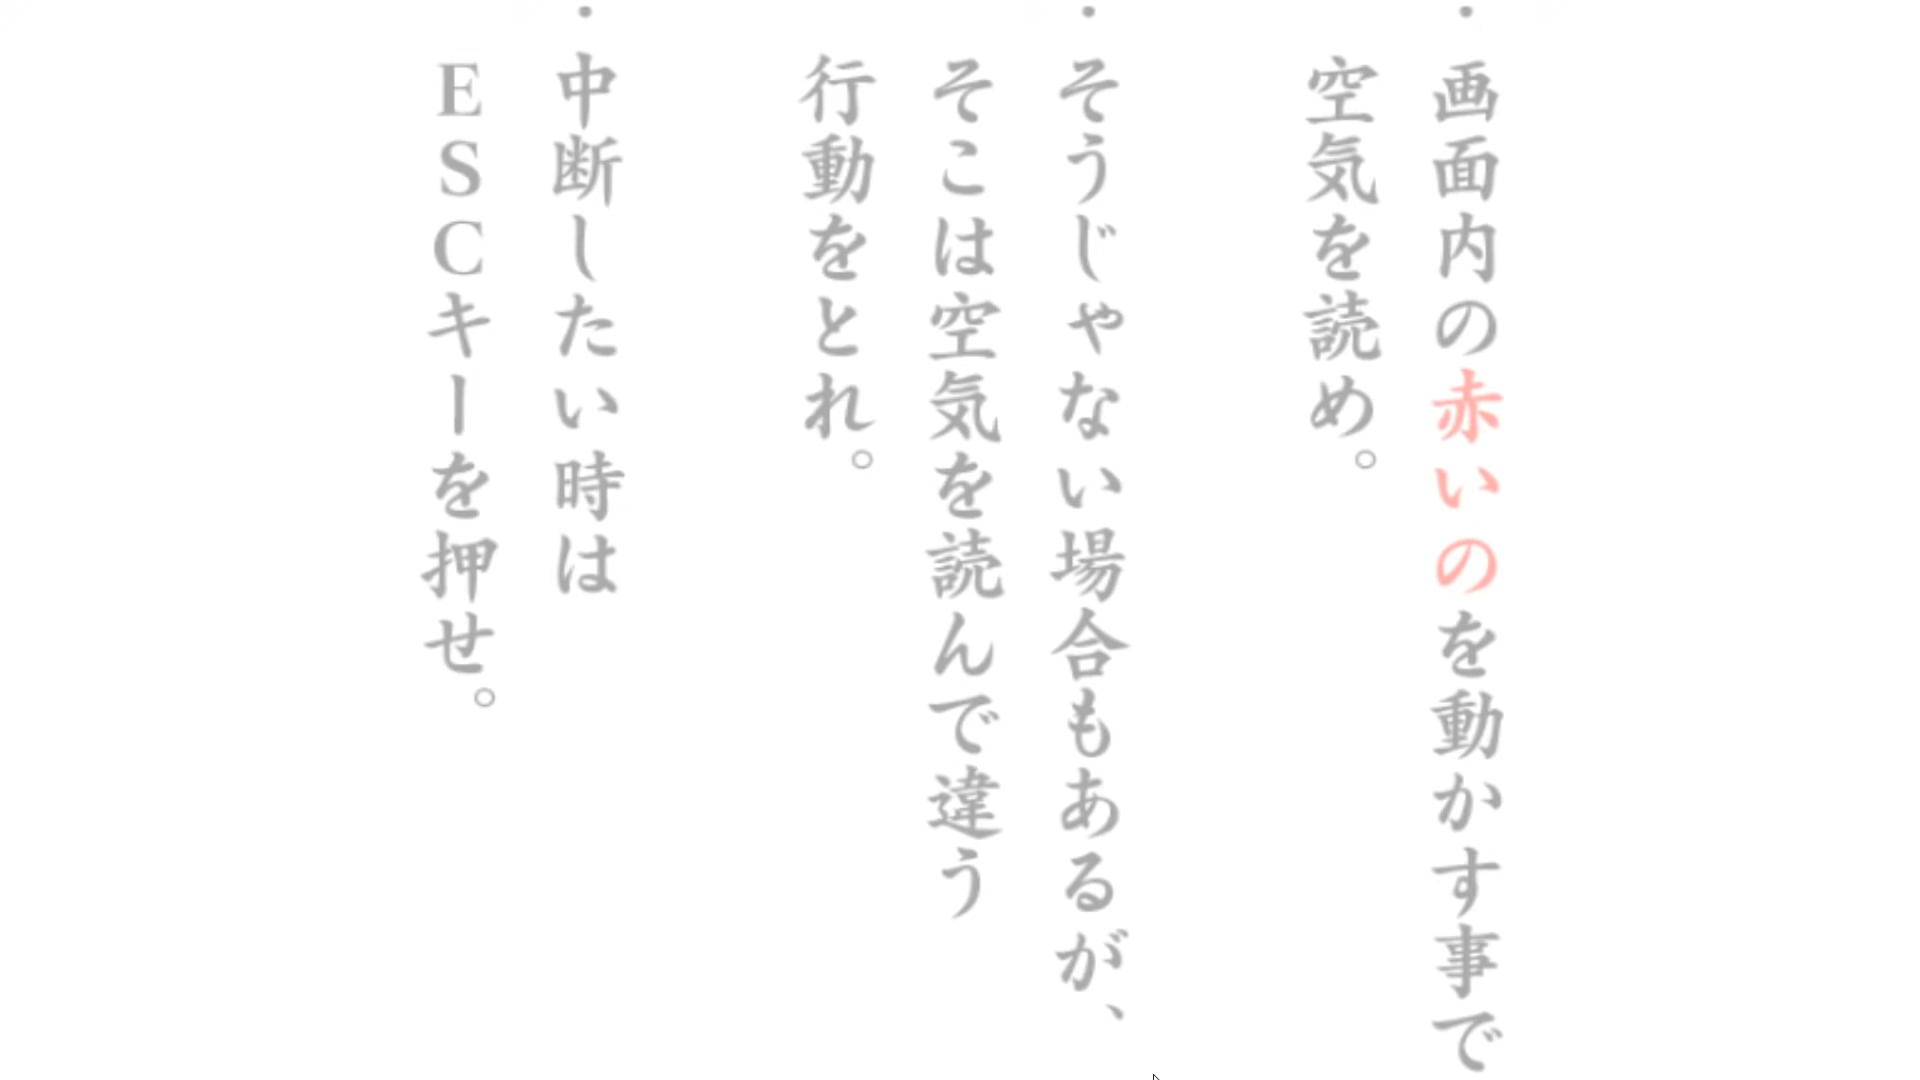 ・画面内の赤いのを動かす事で
空気を読め。
・そうじゃない場合もあるが、
そこは空気を読んで違う
行動をとれ。
・中断したい時は
ESCキーを押せ。